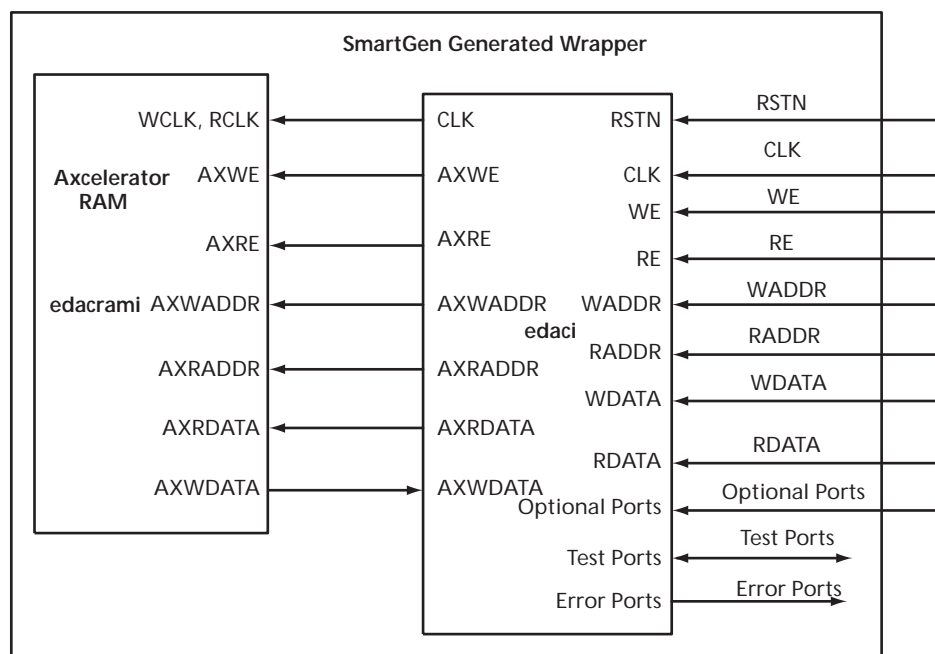 SmartGen Generated Wrapper
WCLK, RCLK
Axcelerator
RAM
AXWE
AXRE
edacrami
AXWADDR
AXRADDR
AXRDATA
AXWDATA
CLK
AXWE
AXRE
AXWADDR
edaci
AXRADDR
AXRDATA
AXWDATA
RSTN
CLK
WE
RE
WADDR
RADDR
WDATA
RDATA
Optional Ports
Test Ports
Error Ports
RSTN
CLK
WE
RE
WADDR
RADDR
WDATA
RDATA
Optional Ports
Test Ports
Error Ports